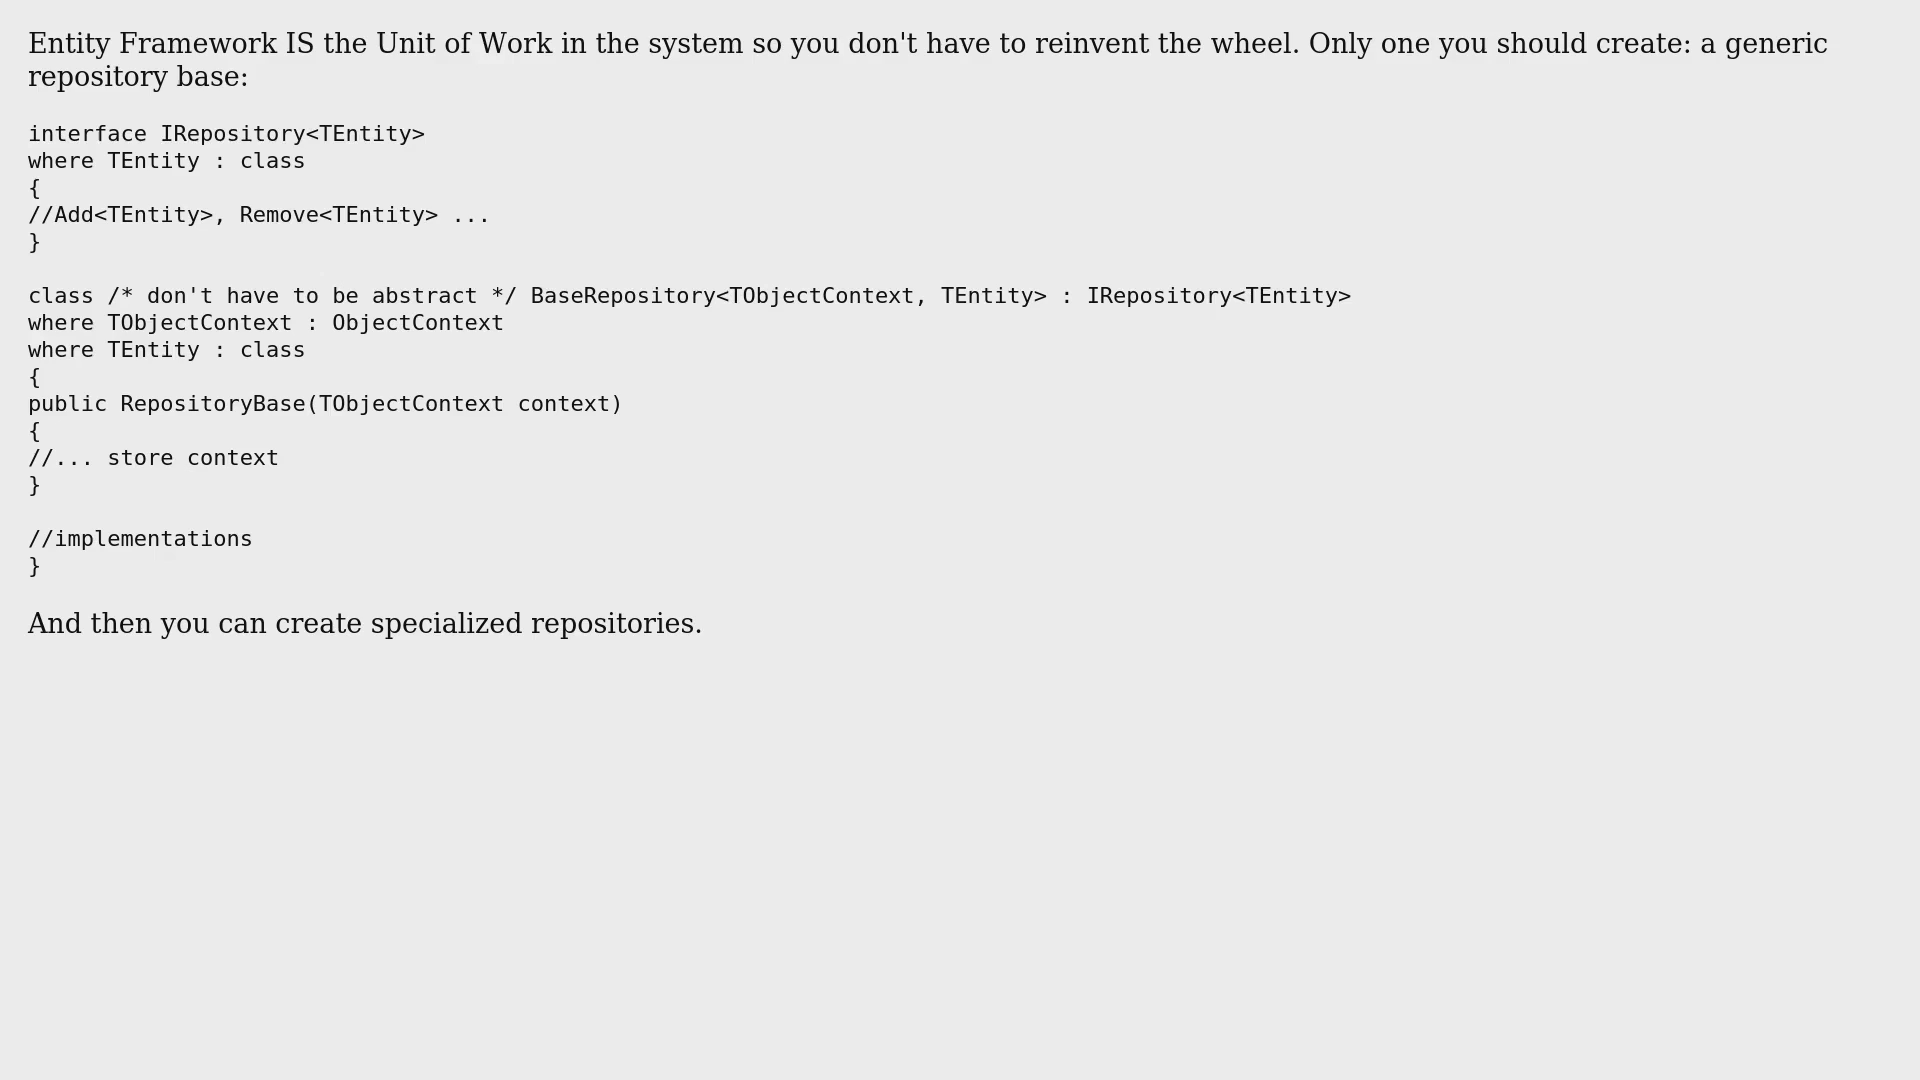 Entity Framework IS the Unit of Work in the system so you don't have to reinvent the wheel. Only one you should create: a generic
repository base:
interface IRepository<TEntity>
where TEntity : class
{
//Add<TEntity>, Remove<TEntity> ...
}
class /* don't have to be abstract */ BaseRepository<TObjectContext, TEntity> : IRepository<TEntity>
where TObjectContext : ObjectContext
where TEntity : class
{
public RepositoryBase(TObjectContext context)
{
//... store context
}
//implementations
}
And then you can create specialized repositories.